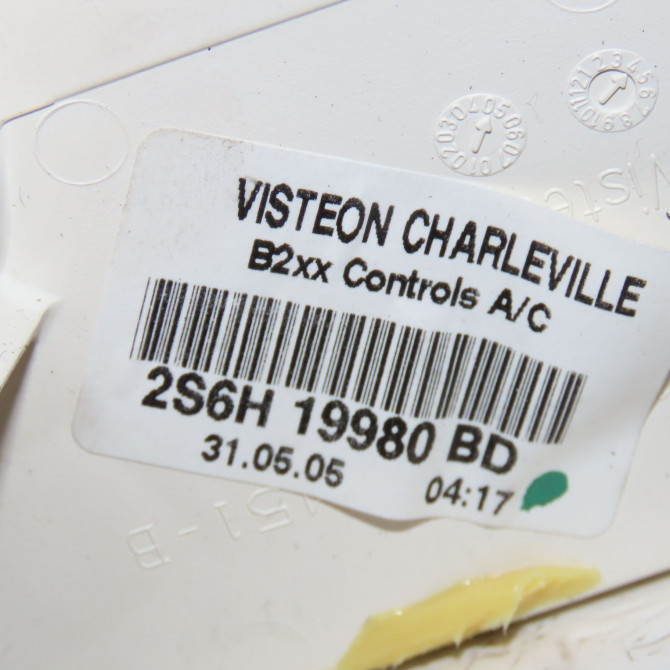 VISTEON CHARLEVILLE
B2xx Controls A/C
2S6H 19980 BD
31.05.05
04:17